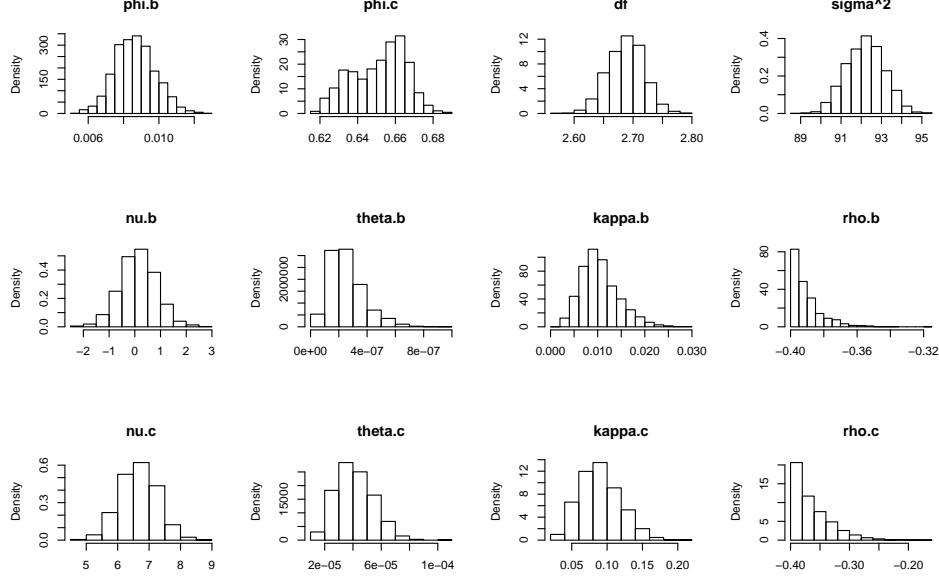 phi.b phi.c df sigma^2
Density 0 150 300 0.006 0.010
Density 0 10 20 30 0.62 0.64 0.66 0.68
Density 0 4 8 12 2.60 2.70 2.80
Density 0.0 0.2 0.4 89 91 93 95
nu.b theta.b kappa.b rho.b
Density 0.0 0.2 0.4 −2 −1 0 1 2 3
Density 0 2000000 0e+00 4e−07 8e−07
Density 0 40 80 0.000 0.010 0.020 0.030
Density 0 40 80 −0.40 −0.36 −0.32
nu.c theta.c kappa.c rho.c
Density 0.0 0.3 0.6 5 6 7 8 9
Density 0 15000 2e−05 6e−05 1e−04
Density 0 4 8 12 0.05 0.10 0.15 0.20
Density 0 5 15 −0.40 −0.30 −0.20